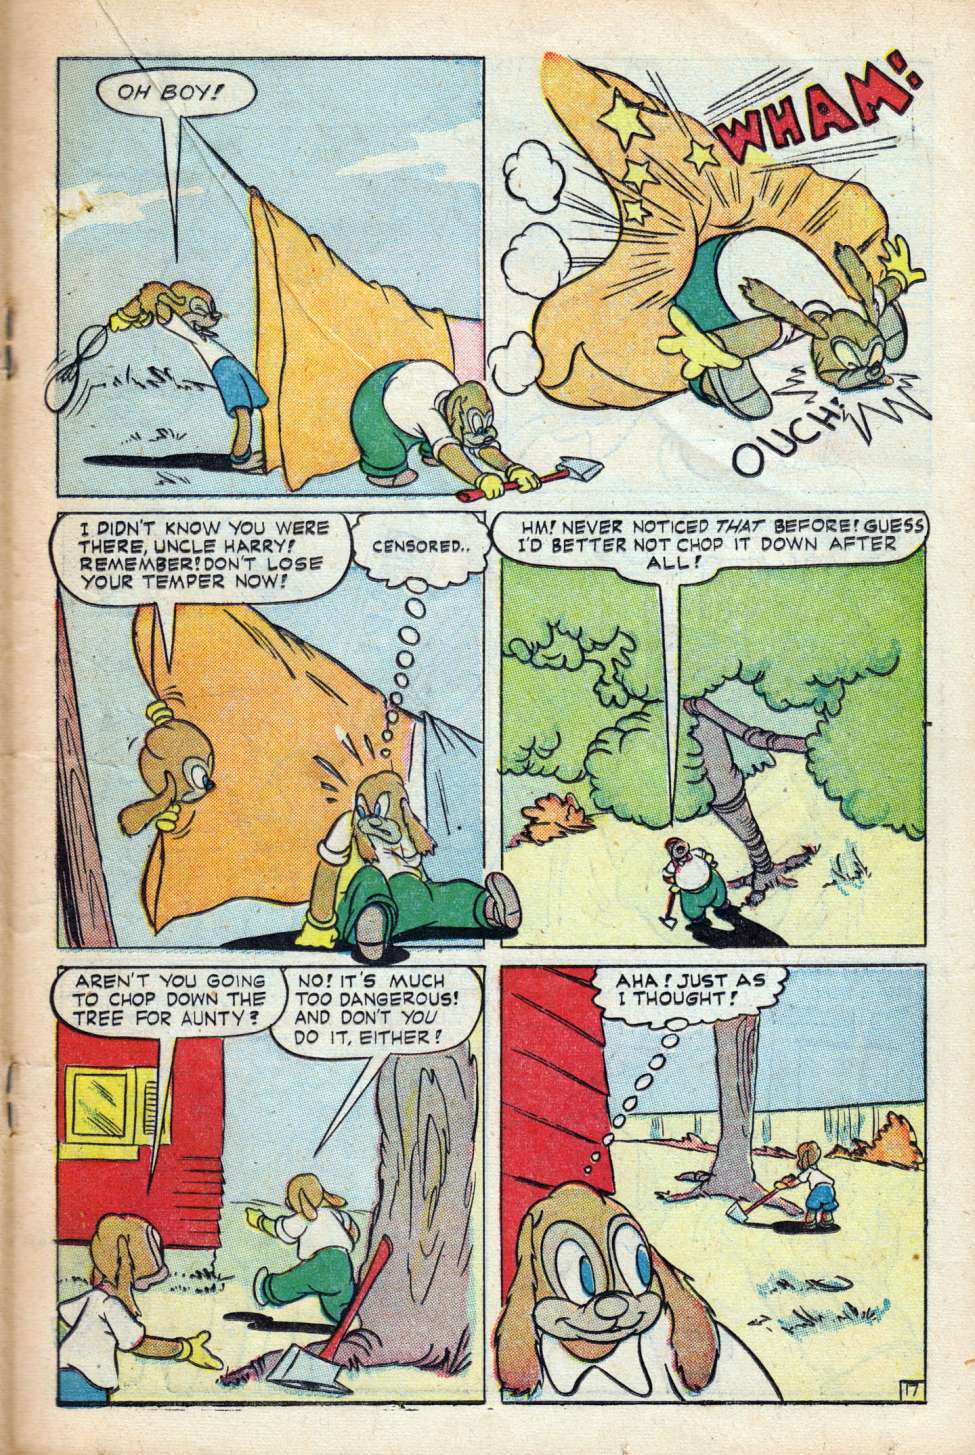 OH BOY!
WHAM!
OUCH!
I DIDN'T KNOW YOU WERE
THERE, UNCLE HARRY!
REMEMBER! DON'T LOSE
YOUR TEMPER NOW!
CENSORED..
HM! NEVER NOTICED THAT BEFORE! GUESS
I'D BETTER NOT CHOP IT DOWN AFTER
ALL!
AREN'T YOU GOING
TO CHOP DOWN THE
TREE FOR AUNTY?
NO! IT'S MUCH
TOO DANGEROUS!
AND DON'T YOU
DO IT, EITHER!
AHA! JUST AS
I THOUGHT!
17